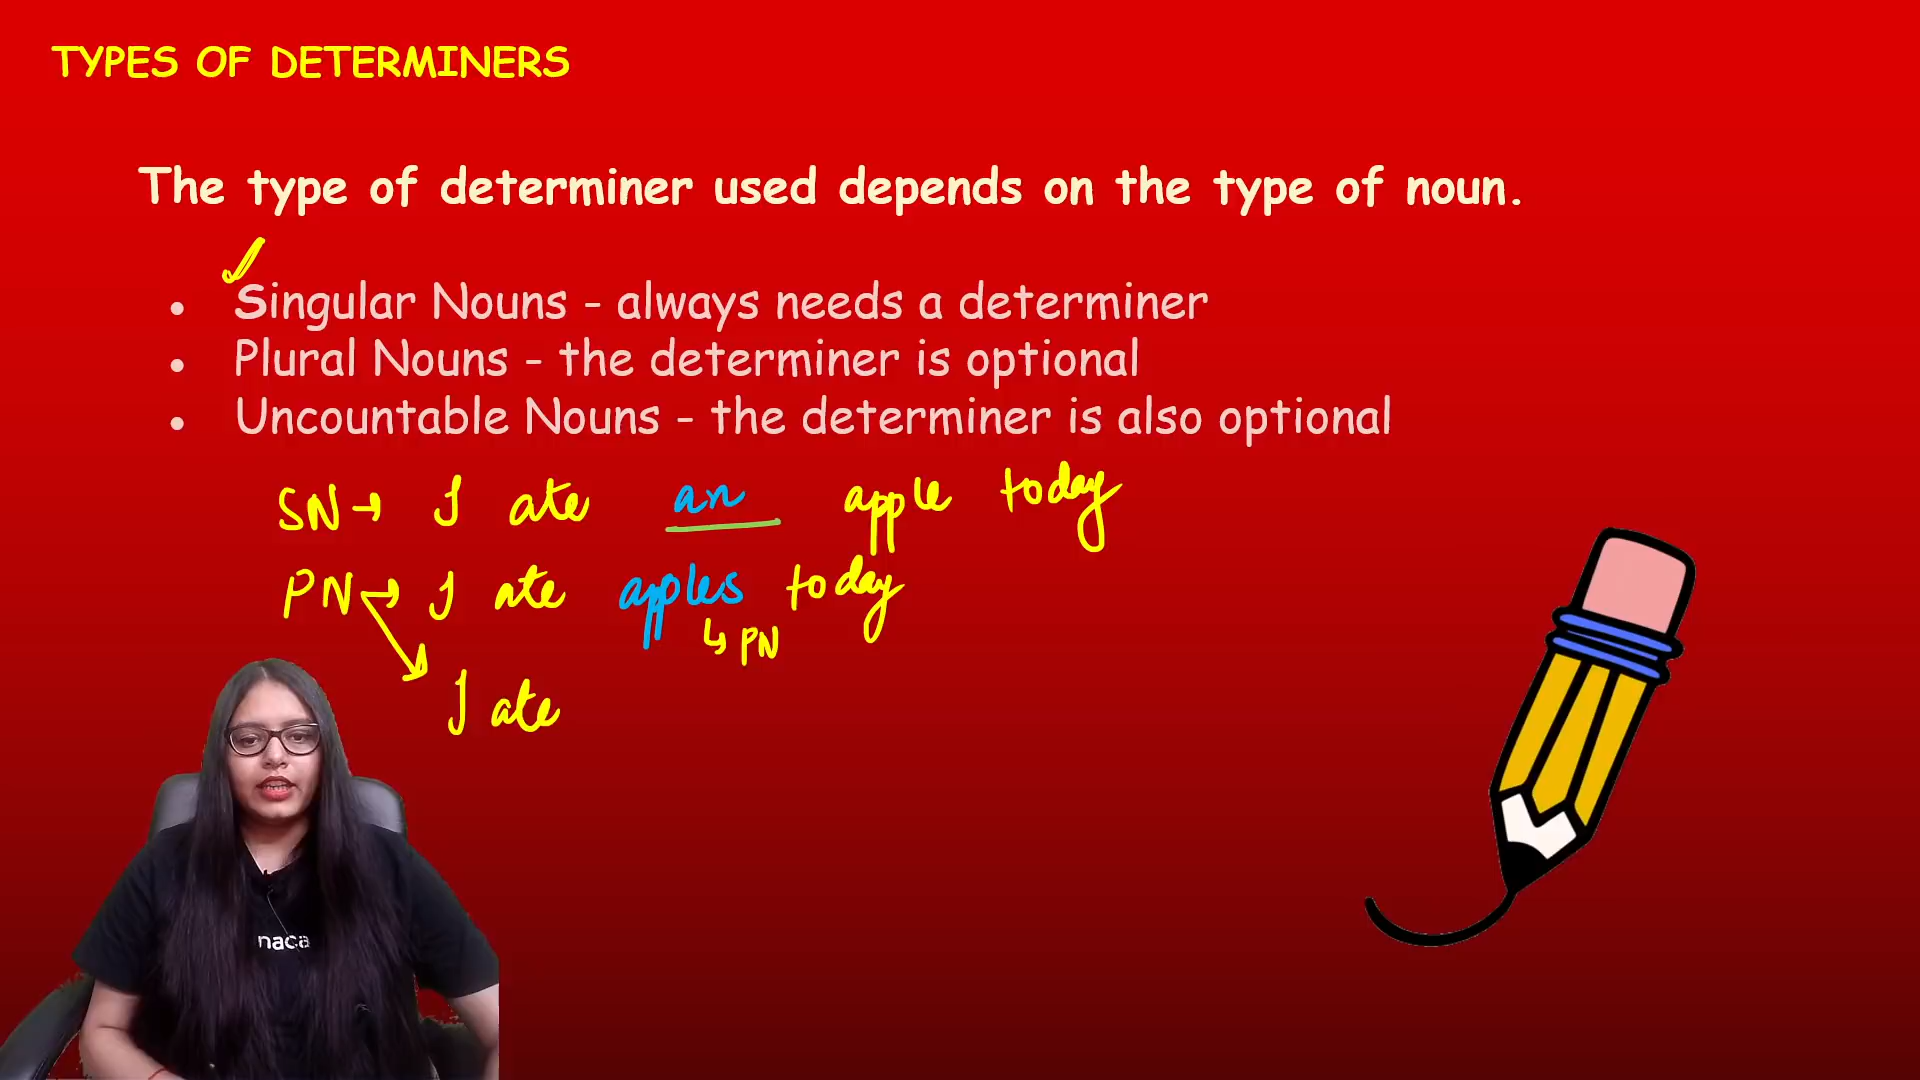 TYPES OF DETERMINERS
The type of determiner used depends on the type of noun.
• Singular Nouns - always needs a determiner
• Plural Nouns - the determiner is optional
• Uncountable Nouns - the determiner is also optional
SN → I ate an apple today
PN → I ate apples today
↳ PN
I ate
naca